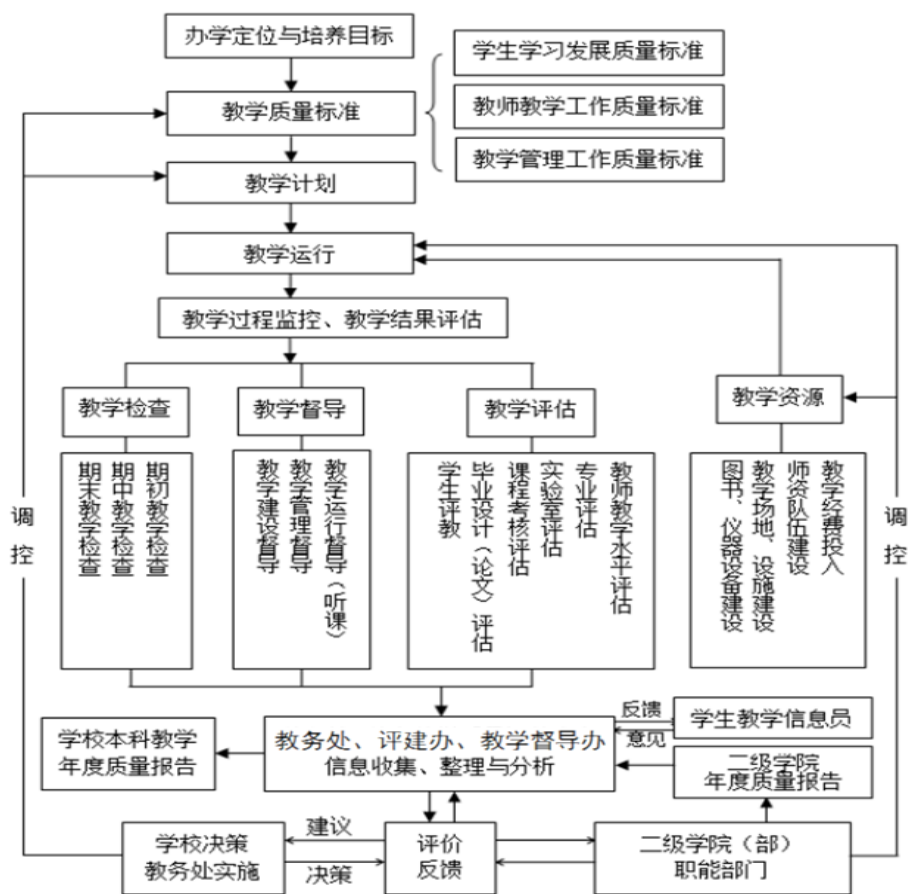 办学定位与培养目标
学生学习发展质量标准
教学质量标准
教师教学工作质量标准
教学管理工作质量标准
教学计划
教学运行
教学过程监控、教学结果评估
教学检查
教学督导
教学评估
教学资源
期初教学检查
期中教学检查
期末教学检查
教学运行督导（听课）
教学管理督导
教学建设督导
教师教学水平评估
专业评估
实验室评估
课程考核评估
毕业设计（论文）评估
学生评教
教学经费投入
师资队伍建设
教学场地、设施建设
图书、仪器设备建设
调控
调控
反馈
意见
学生教学信息员
学校本科教学
年度质量报告
教务处、评建办、教学督导办
信息收集、整理与分析
二级学院
年度质量报告
学校决策
教务处实施
建议
决策
评价
反馈
二级学院（部）
职能部门